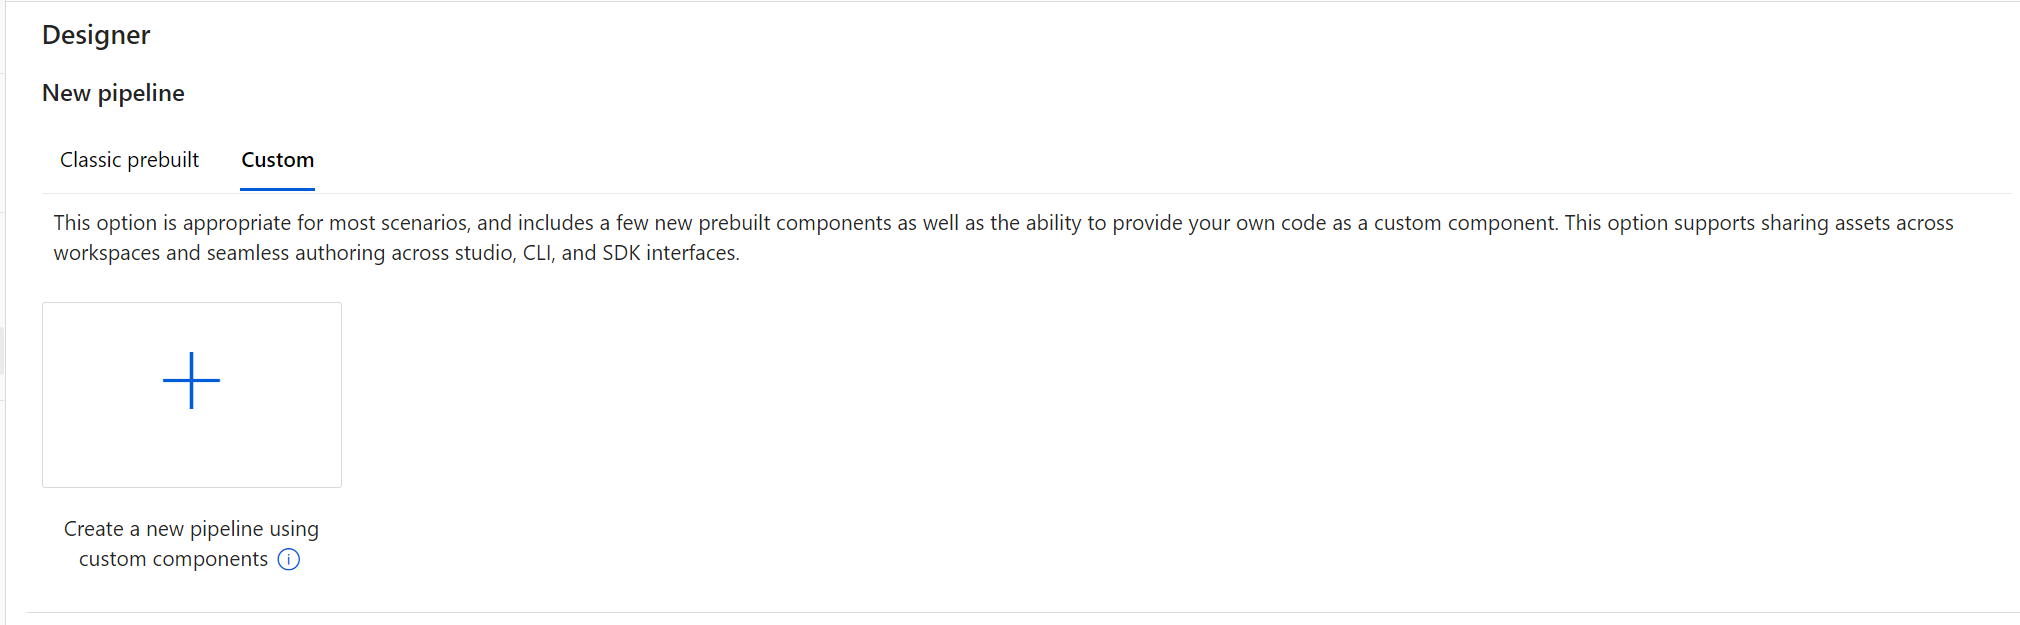 Designer
New pipeline
Classic prebuilt Custom
This option is appropriate for most scenarios, and includes a few new prebuilt components as well as the ability to provide your own code as a custom component. This option supports sharing assets across
workspaces and seamless authoring across studio, CLI, and SDK interfaces.
Create a new pipeline using
custom components